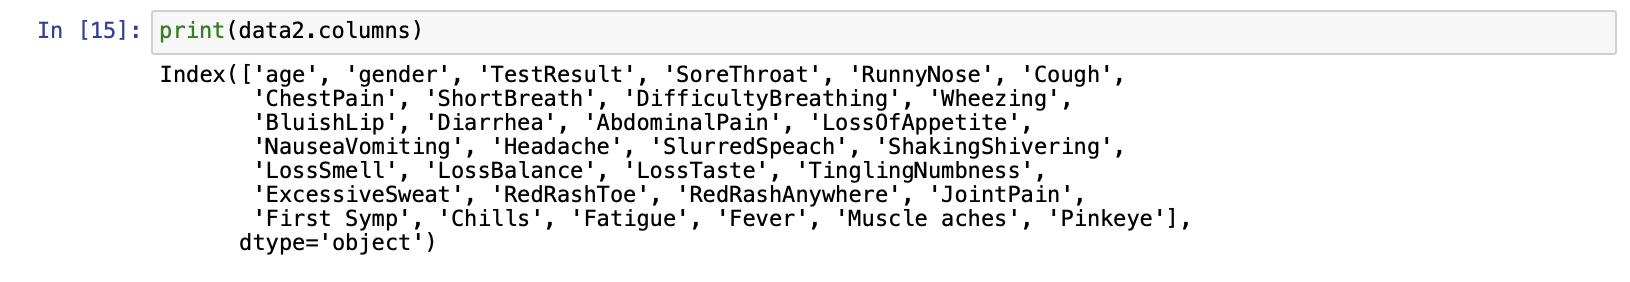 In [15]: print(data2.columns)
Index(['age', 'gender', 'TestResult', 'SoreThroat', 'RunnyNose', 'Cough',
'ChestPain', 'ShortBreath', 'DifficultyBreathing', 'Wheezing',
'BluishLip', 'Diarrhea', 'AbdominalPain', 'LossOfAppetite',
'NauseaVomiting', 'Headache', 'SlurredSpeach', 'ShakingShivering',
'LossSmell', 'LossBalance', 'LossTaste', 'TinglingNumbness',
'ExcessiveSweat', 'RedRashToe', 'RedRashAnywhere', 'JointPain',
'First Symp', 'Chills', 'Fatigue', 'Fever', 'Muscle aches', 'Pinkeye'],
dtype='object')